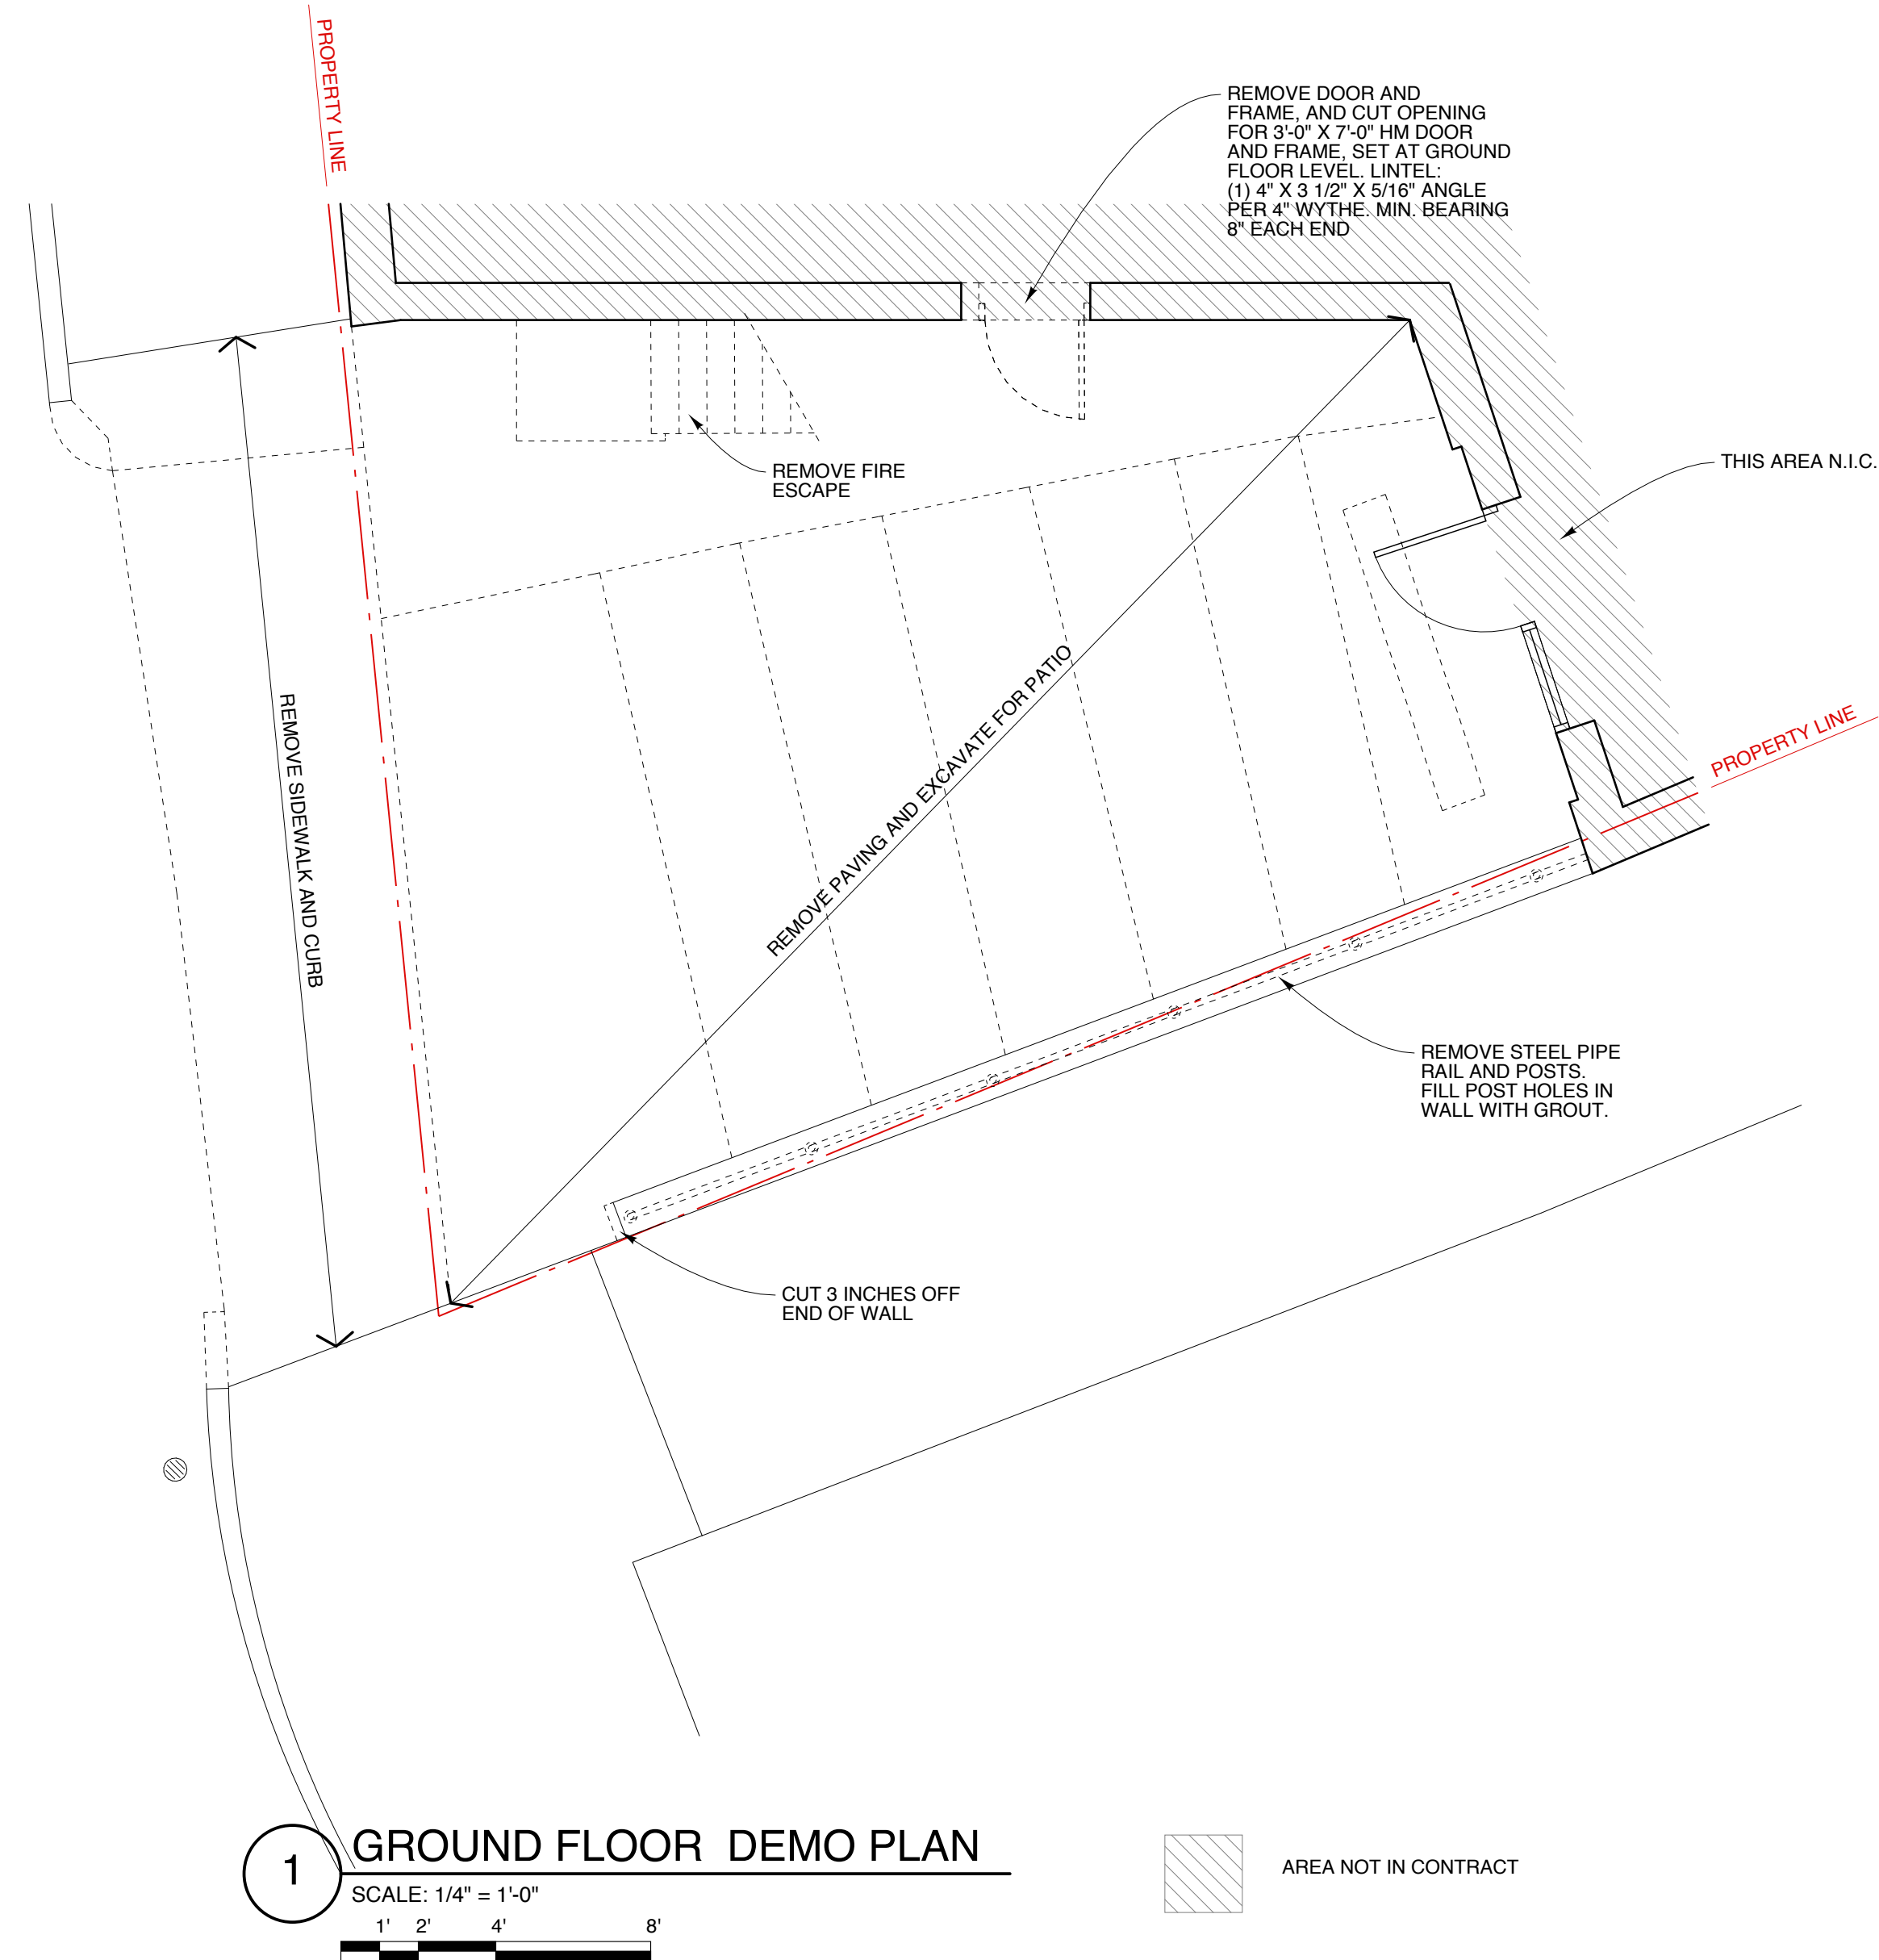 PROPERTY LINE
REMOVE DOOR AND
FRAME, AND CUT OPENING
FOR 3'-0" X 7'-0" HM DOOR
AND FRAME, SET AT GROUND
FLOOR LEVEL. LINTEL:
(1) 4" X 3 1/2" X 5/16" ANGLE
PER 4" WYTHE. MIN. BEARING
8" EACH END
REMOVE FIRE
ESCAPE
THIS AREA N.I.C.
REMOVE SIDEWALK AND CURB
REMOVE PAVING AND EXCAVATE FOR PATIO
PROPERTY LINE
REMOVE STEEL PIPE
RAIL AND POSTS.
FILL POST HOLES IN
WALL WITH GROUT.
CUT 3 INCHES OFF
END OF WALL
1
GROUND FLOOR DEMO PLAN
SCALE: 1/4" = 1'-0"
1' 2' 4' 8'
AREA NOT IN CONTRACT